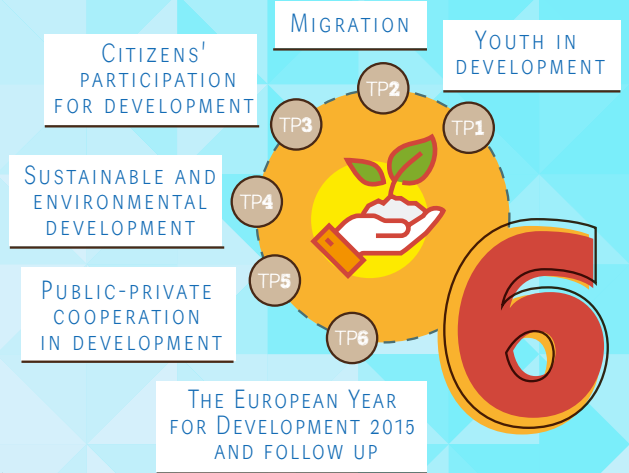 Youth in
development
TP1
Migration
TP2
Citizens'
participation
for development
TP3
Sustainable and
environmental
development
TP4
Public-private
cooperation
in development
TP5
The European Year
for Development 2015
and follow up
TP6
6